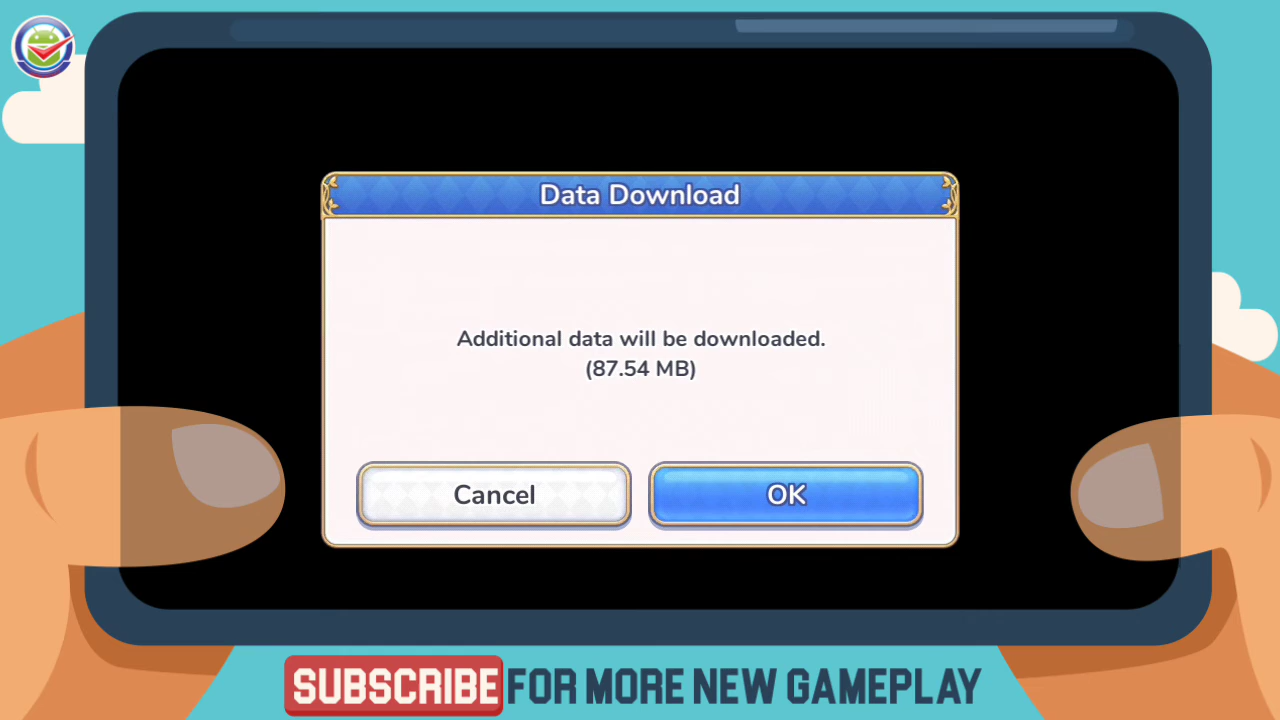 Data Download
Additional data will be downloaded.
(87.54 MB)
Cancel
OK
SUBSCRIBE FOR MORE NEW GAMEPLAY